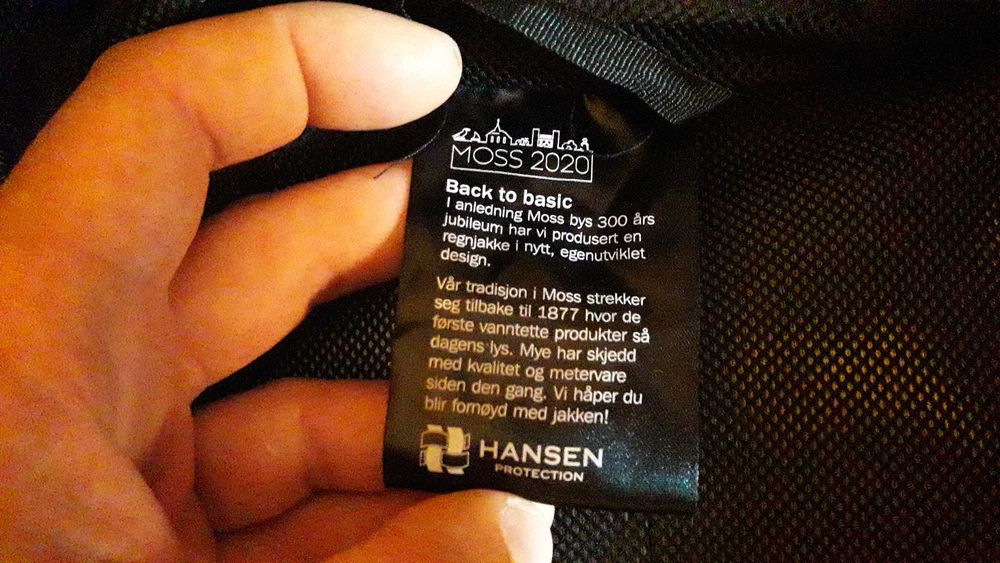 MOSS 2020
Back to basic
I anledning Moss bys 300 års
jubileum har vi produsert en
regnjakke i nytt, egenutviklet
design.
Vår tradisjon i Moss strekker
seg tilbake til 1877 hvor de
første vanntette produkter så
dagens lys. Mye har skjedd
med kvalitet og metervare
siden den gang. Vi håper du
blir fornøyd med jakken!
HANSEN
PROTECTION